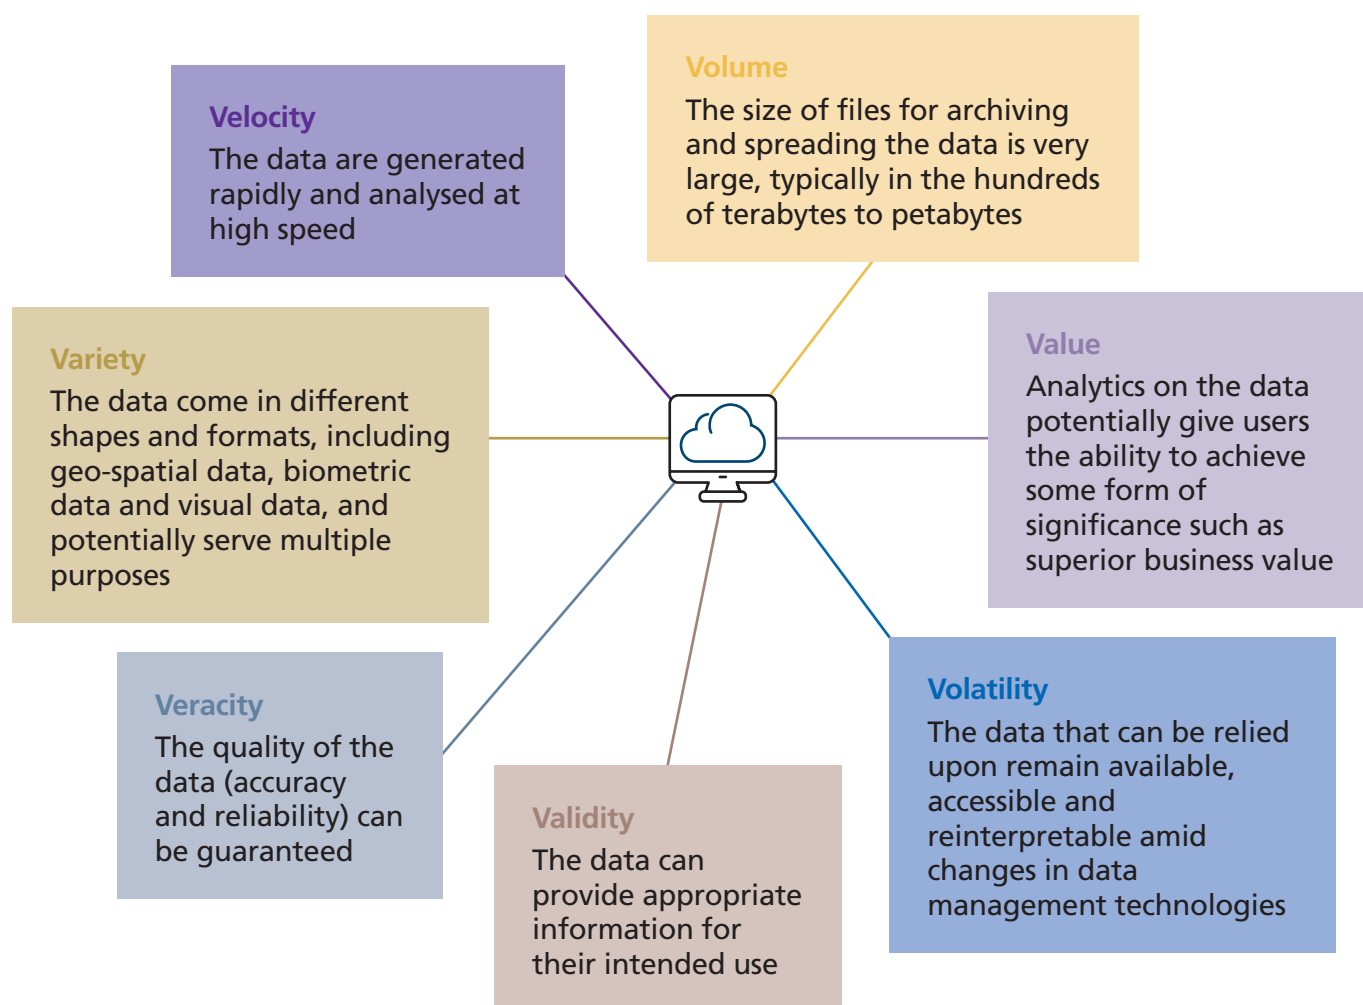 Velocity
The data are generated
rapidly and analysed at
high speed
Volume
The size of files for archiving
and spreading the data is very
large, typically in the hundreds
of terabytes to petabytes
Variety
The data come in different
shapes and formats, including
geo-spatial data, biometric
data and visual data, and
potentially serve multiple
purposes
Value
Analytics on the data
potentially give users
the ability to achieve
some form of
significance such as
superior business value
Veracity
The quality of the
data (accuracy
and reliability) can
be guaranteed
Validity
The data can
provide appropriate
information for
their intended use
Volatility
The data that can be relied
upon remain available,
accessible and
reinterpretable amid
changes in data
management technologies